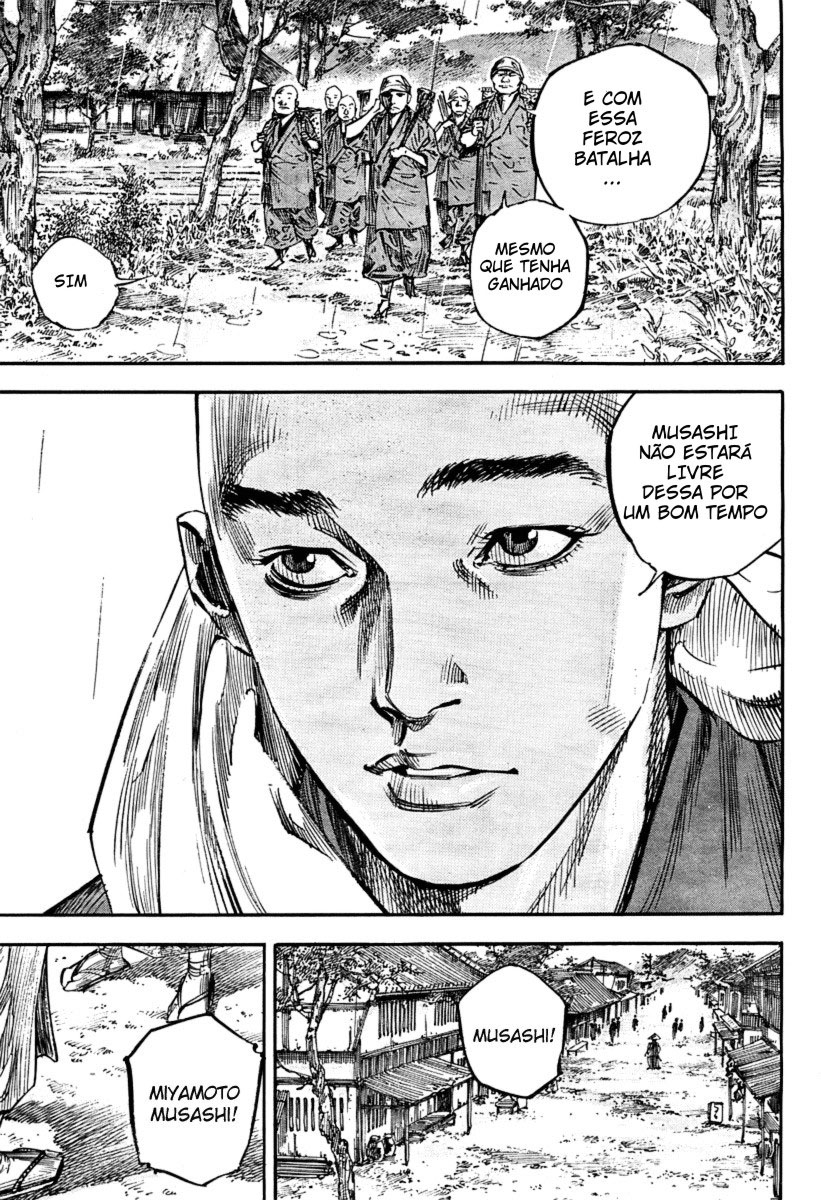 E COM
ESSA
FEROZ
BATALHA
...
MESMO
QUE TENHA
GANHADO
SIM
MUSASHI
NÃO ESTARÁ
LIVRE
DESSA POR
UM BOM TEMPO
MUSASHI!
MIYAMOTO
MUSASHI!